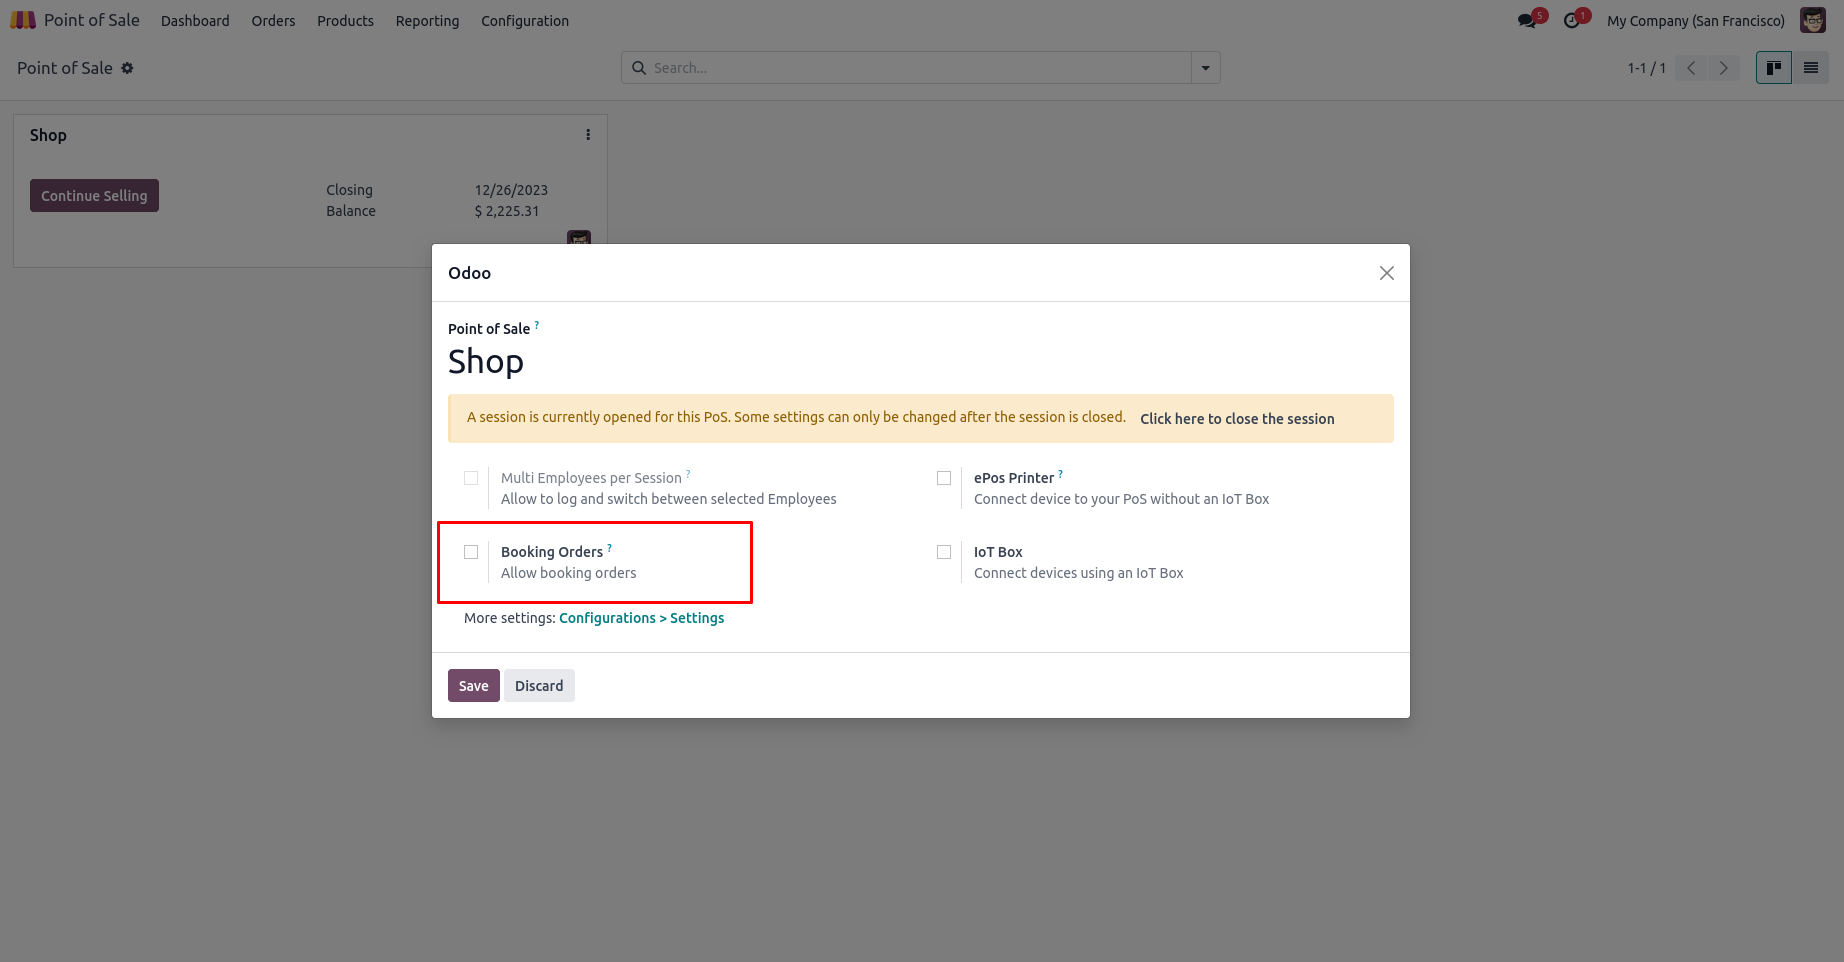 Point of Sale Dashboard Orders Products Reporting Configuration 5 1 My Company (San Francisco)
Point of Sale Search... 1-1 / 1
Shop
Continue Selling Closing 12/26/2023
Balance $ 2,225.31
Odoo
Point of Sale ?
Shop
A session is currently opened for this PoS. Some settings can only be changed after the session is closed. Click here to close the session
Multi Employees per Session ?
Allow to log and switch between selected Employees
ePos Printer ?
Connect device to your PoS without an IoT Box
Booking Orders ?
Allow booking orders
IoT Box
Connect devices using an IoT Box
More settings: Configurations > Settings
Save Discard